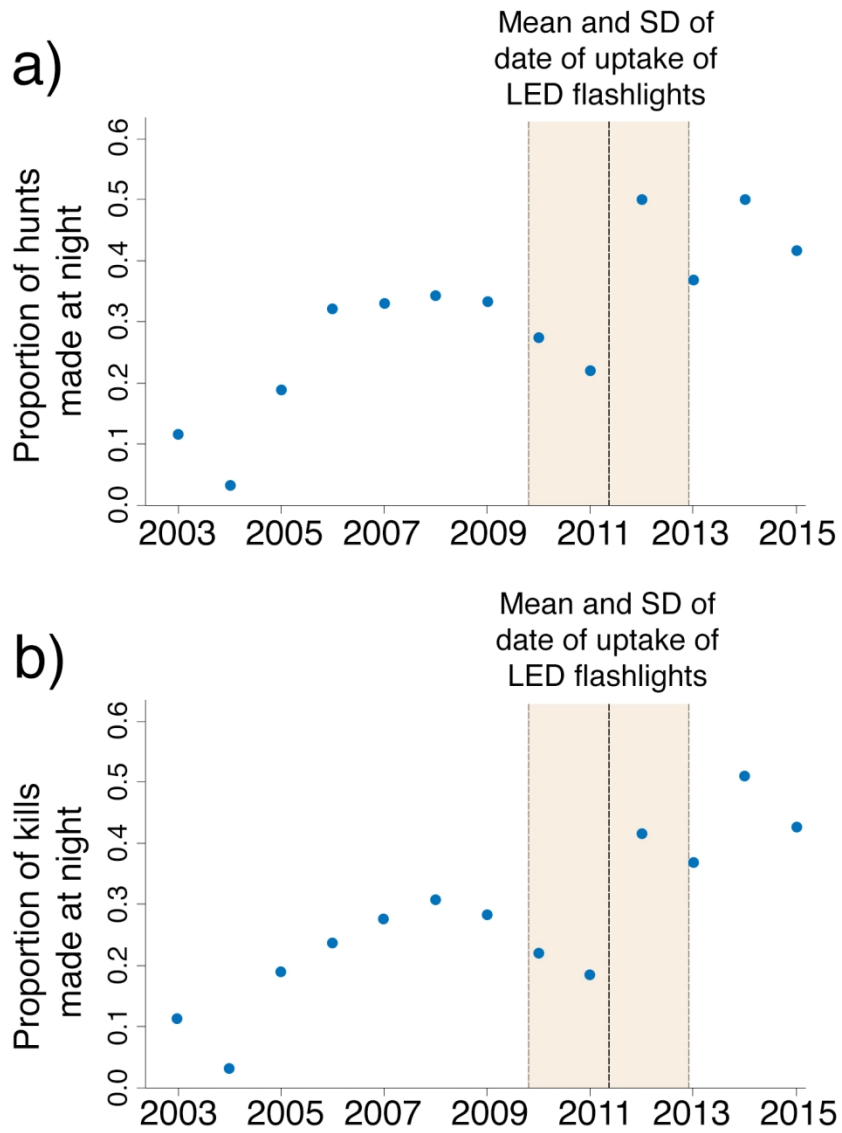 Mean and SD of
date of uptake of
LED flashlights
a)
Proportion of hunts
made at night
0.6
0.5
0.4
0.3
0.2
0.1
0.0
2003 2005 2007 2009 2011 2013 2015
Mean and SD of
date of uptake of
LED flashlights
b)
Proportion of kills
made at night
0.6
0.5
0.4
0.3
0.2
0.1
0.0
2003 2005 2007 2009 2011 2013 2015